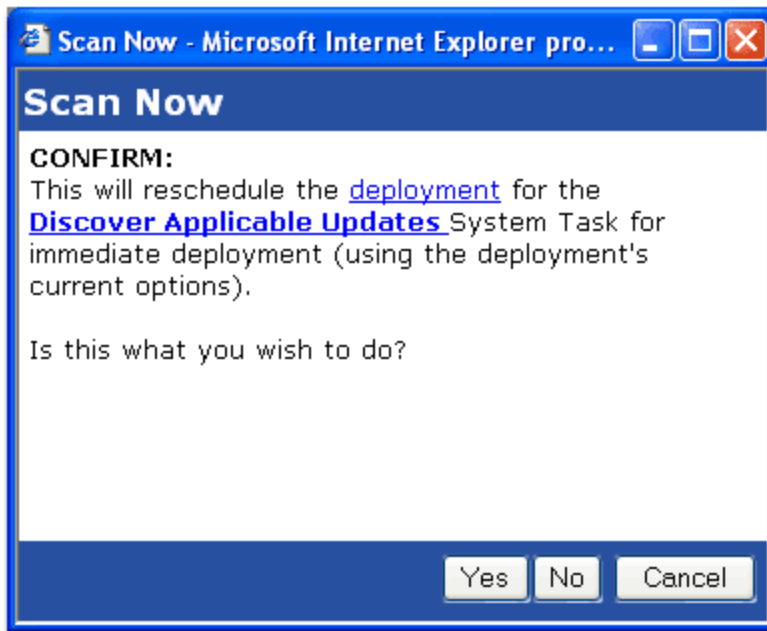 Scan Now - Microsoft Internet Explorer pro...
Scan Now
CONFIRM:
This will reschedule the deployment for the
Discover Applicable Updates System Task for
immediate deployment (using the deployment's
current options).
Is this what you wish to do?
Yes No Cancel